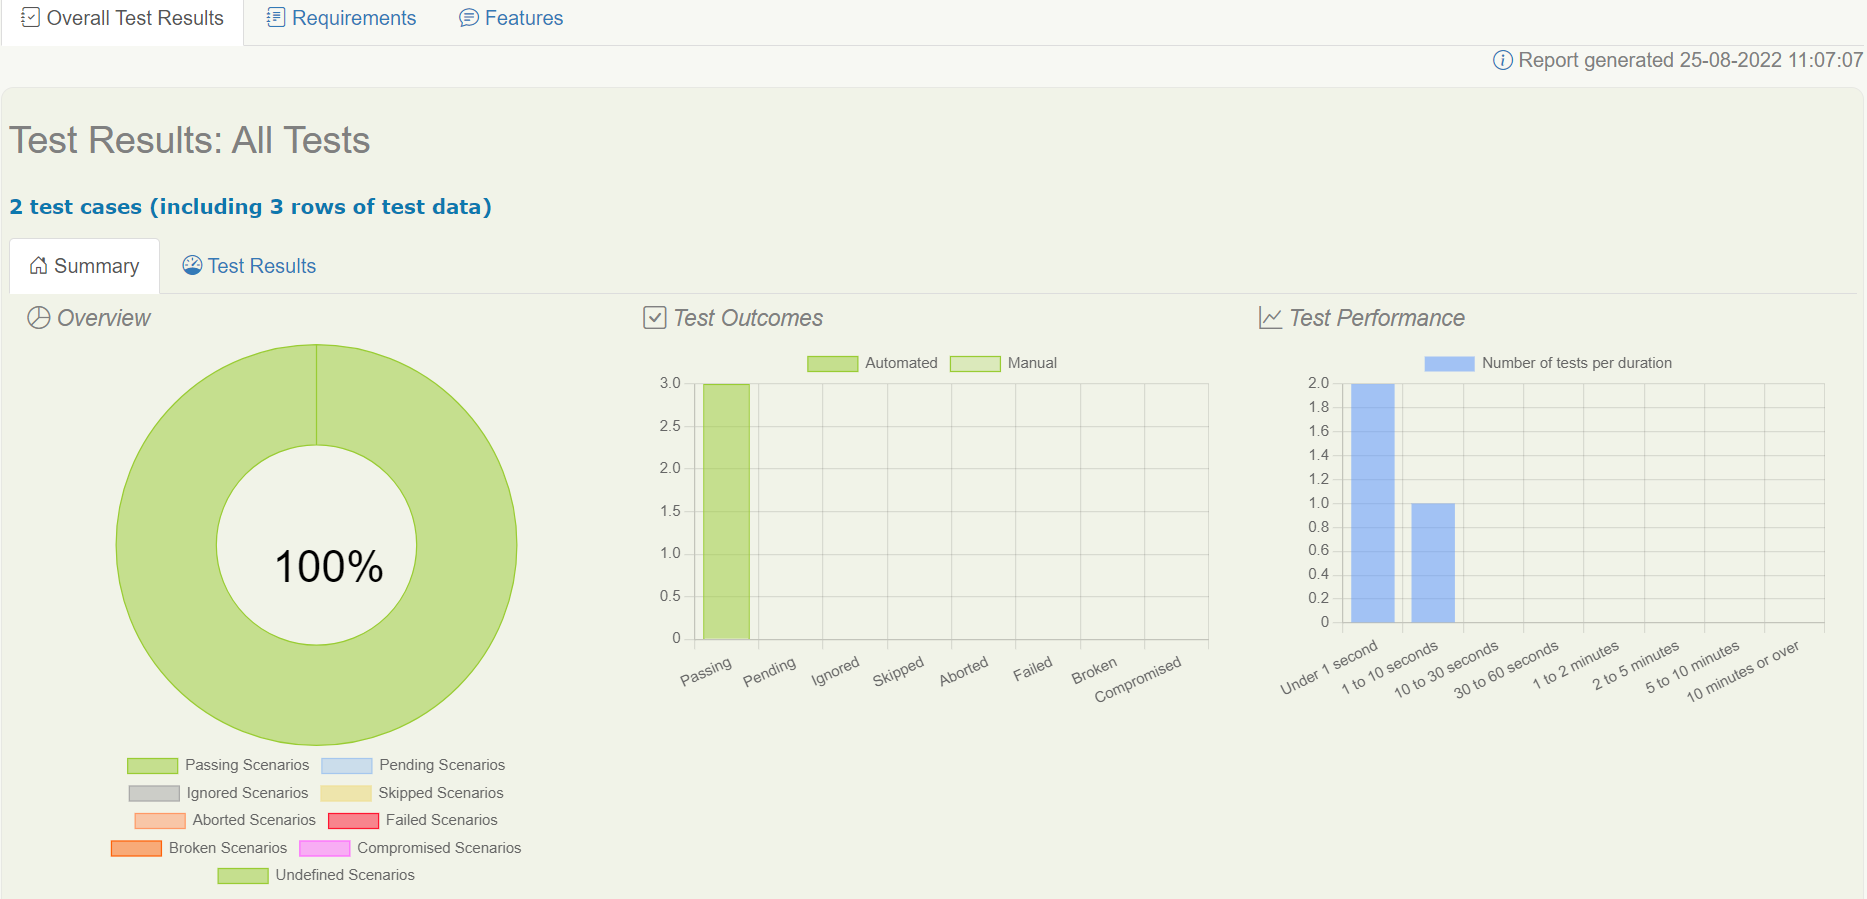 Overall Test Results Requirements Features
Report generated 25-08-2022 11:07:07
Test Results: All Tests
2 test cases (including 3 rows of test data)
Summary Test Results
Overview
100%
Passing Scenarios Pending Scenarios
Ignored Scenarios Skipped Scenarios
Aborted Scenarios Failed Scenarios
Broken Scenarios Compromised Scenarios
Undefined Scenarios
Test Outcomes
Automated Manual
3.0
2.5
2.0
1.5
1.0
0.5
0
Passing Pending Ignored Skipped Aborted Failed Broken Compromised
Test Performance
Number of tests per duration
2.0
1.8
1.6
1.4
1.2
1.0
0.8
0.6
0.4
0.2
0
Under 1 second 1 to 10 seconds 10 to 30 seconds 30 to 60 seconds 1 to 2 minutes 2 to 5 minutes 5 to 10 minutes 10 minutes or over